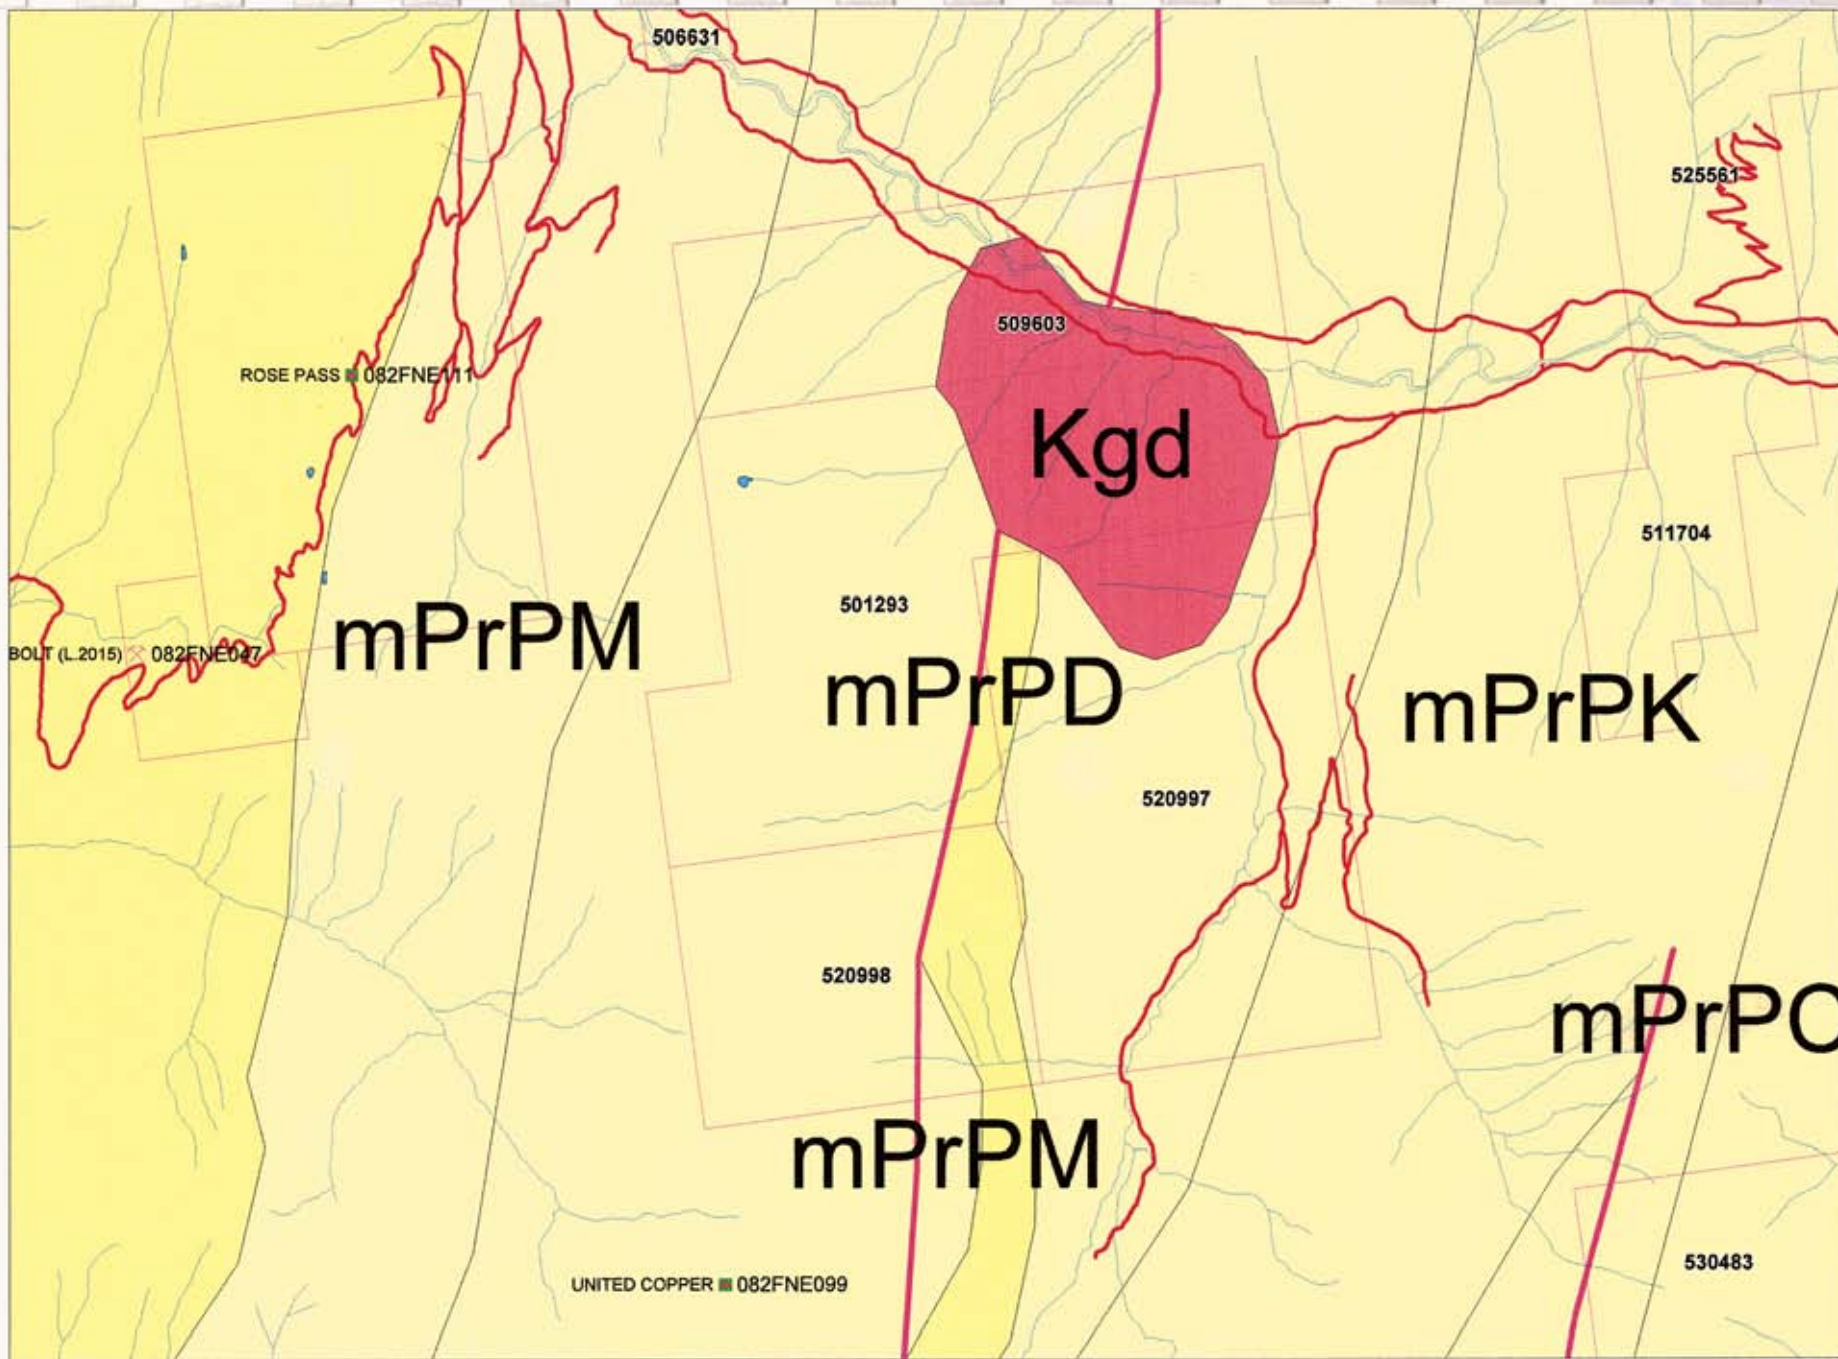 506631
525561
509603
ROSE PASS 082FNE111
Kgd
511704
501293
mPrPM
BOLT (L.2015) 082FNE047
mPrPD
mPrPK
520997
520998
mPrPC
mPrPM
530483
UNITED COPPER 082FNE099